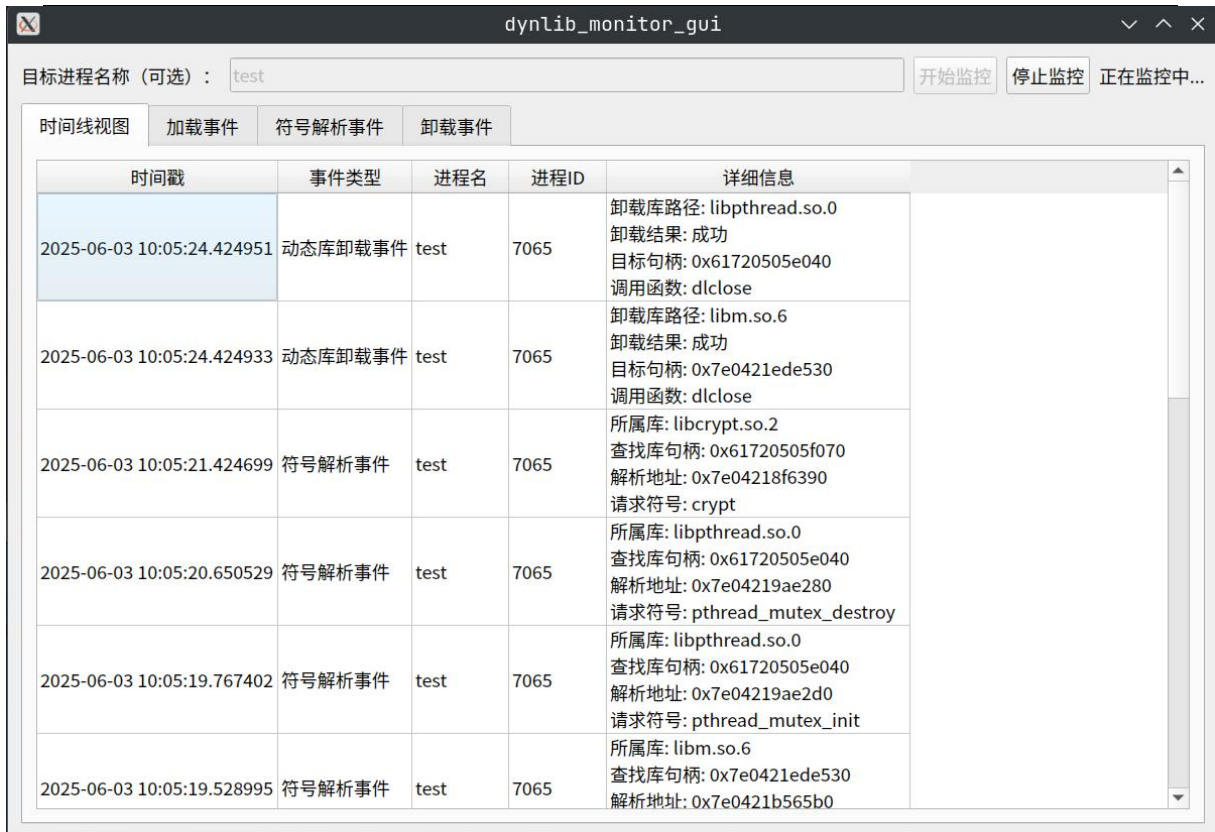 dynlib_monitor_gui
目标进程名称（可选）： test 开始监控 停止监控 正在监控中...
时间线视图 加载事件 符号解析事件 卸载事件
时间戳 事件类型 进程名 进程ID 详细信息
2025-06-03 10:05:24.424951 动态库卸载事件 test 7065
卸载库路径: libpthread.so.0
卸载结果: 成功
目标句柄: 0x61720505e040
调用函数: dlclose
2025-06-03 10:05:24.424933 动态库卸载事件 test 7065
卸载库路径: libm.so.6
卸载结果: 成功
目标句柄: 0x7e0421ede530
调用函数: dlclose
2025-06-03 10:05:21.424699 符号解析事件 test 7065
所属库: libcrypt.so.2
查找库句柄: 0x61720505f070
解析地址: 0x7e04218f6390
请求符号: crypt
2025-06-03 10:05:20.650529 符号解析事件 test 7065
所属库: libpthread.so.0
查找库句柄: 0x61720505e040
解析地址: 0x7e04219ae280
请求符号: pthread_mutex_destroy
2025-06-03 10:05:19.767402 符号解析事件 test 7065
所属库: libpthread.so.0
查找库句柄: 0x61720505e040
解析地址: 0x7e04219ae2d0
请求符号: pthread_mutex_init
2025-06-03 10:05:19.528995 符号解析事件 test 7065
所属库: libm.so.6
查找库句柄: 0x7e0421ede530
解析地址: 0x7e0421b565b0